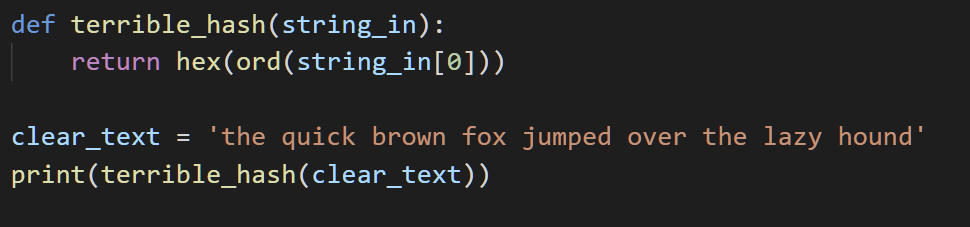 def terrible_hash(string_in):
    return hex(ord(string_in[0]))
clear_text = 'the quick brown fox jumped over the lazy hound'
print(terrible_hash(clear_text))